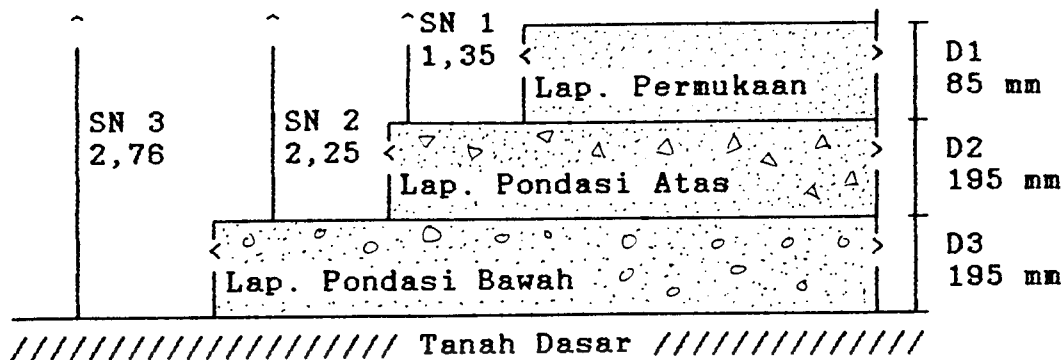 SN 1
1,35
D1
85 mm
Lap. Permukaan
SN 3
2,76
SN 2
2,25
D2
195 mm
Lap. Pondasi Atas
D3
195 mm
Lap. Pondasi Bawah
Tanah Dasar